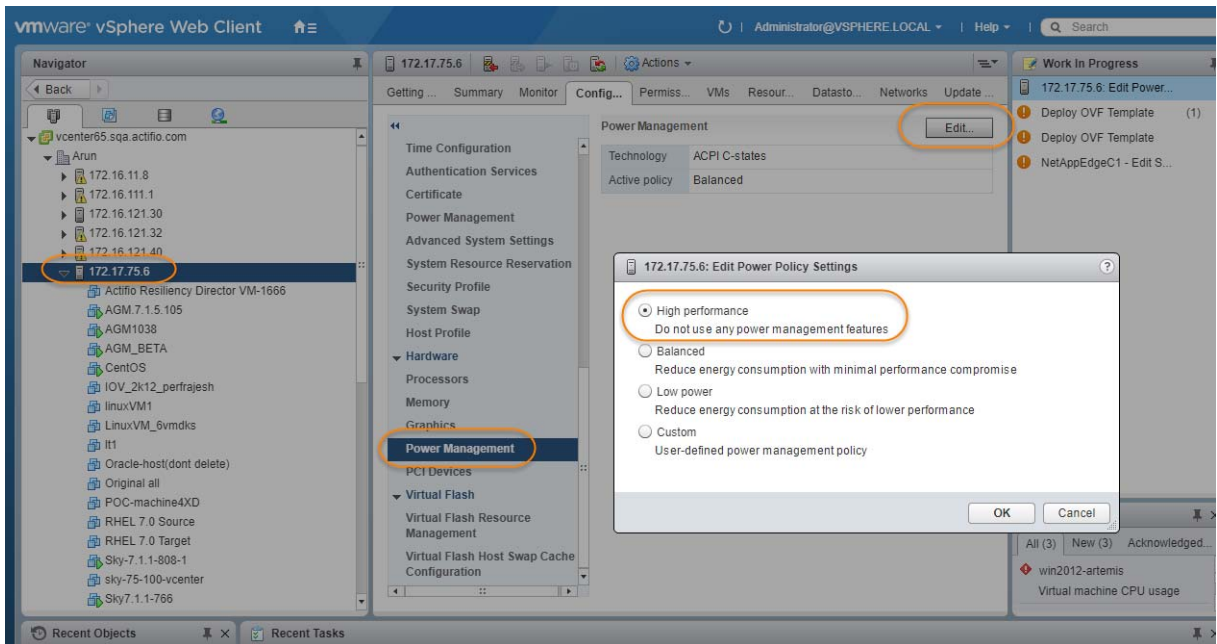 vmware® vSphere Web Client
Administrator@VSPHERE.LOCAL
Help
Search
Navigator
Back
vcenter65.sqa.actifio.com
Arun
172.16.11.8
172.16.111.1
172.16.121.30
172.16.121.32
172.16.121.40
172.17.75.6
Actifio Resiliency Director VM-1666
AGM.7.1.5.105
AGM1038
AGM_BETA
CentOS
IOV_2k12_perfrajesh
linuxVM1
LinuxVM_6vmdks
Oracle-host(dont delete)
Original all
POC-machine4XD
RHEL 7.0 Source
RHEL 7.0 Target
Sky-7.1.1-808-1
sky-75-100-vcenter
Sky7.1.1-766
172.17.75.6
Actions
Getting ...
Summary
Monitor
Config...
Permiss...
VMs
Resour...
Datasto...
Networks
Update ...
Time Configuration
Authentication Services
Certificate
Power Management
Advanced System Settings
System Resource Reservation
Security Profile
System Swap
Host Profile
Hardware
Processors
Memory
Graphics
Power Management
PCI Devices
Virtual Flash
Virtual Flash Resource
Management
Virtual Flash Host Swap Cache
Configuration
Power Management
Edit...
Technology ACPI C-states
Active policy Balanced
172.17.75.6: Edit Power Policy Settings
?
High performance
Do not use any power management features
Balanced
Reduce energy consumption with minimal performance compromise
Low power
Reduce energy consumption at the risk of lower performance
Custom
User-defined power management policy
OK
Cancel
Work In Progress
172.17.75.6: Edit Power...
Deploy OVF Template (1)
Deploy OVF Template
NetAppEdgeC1 - Edit S...
All (3)
New (3)
Acknowledged...
win2012-artemis
Virtual machine CPU usage
Recent Objects
Recent Tasks